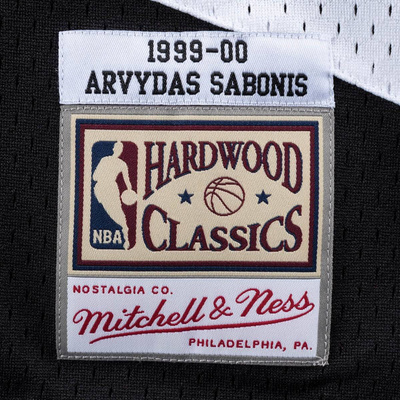 1999-00
ARVYDAS SABONIS
HARDWOOD
NBA
CLASSICS
NOSTALGIA CO.
Mitchell & Ness
PHILADELPHIA, PA.